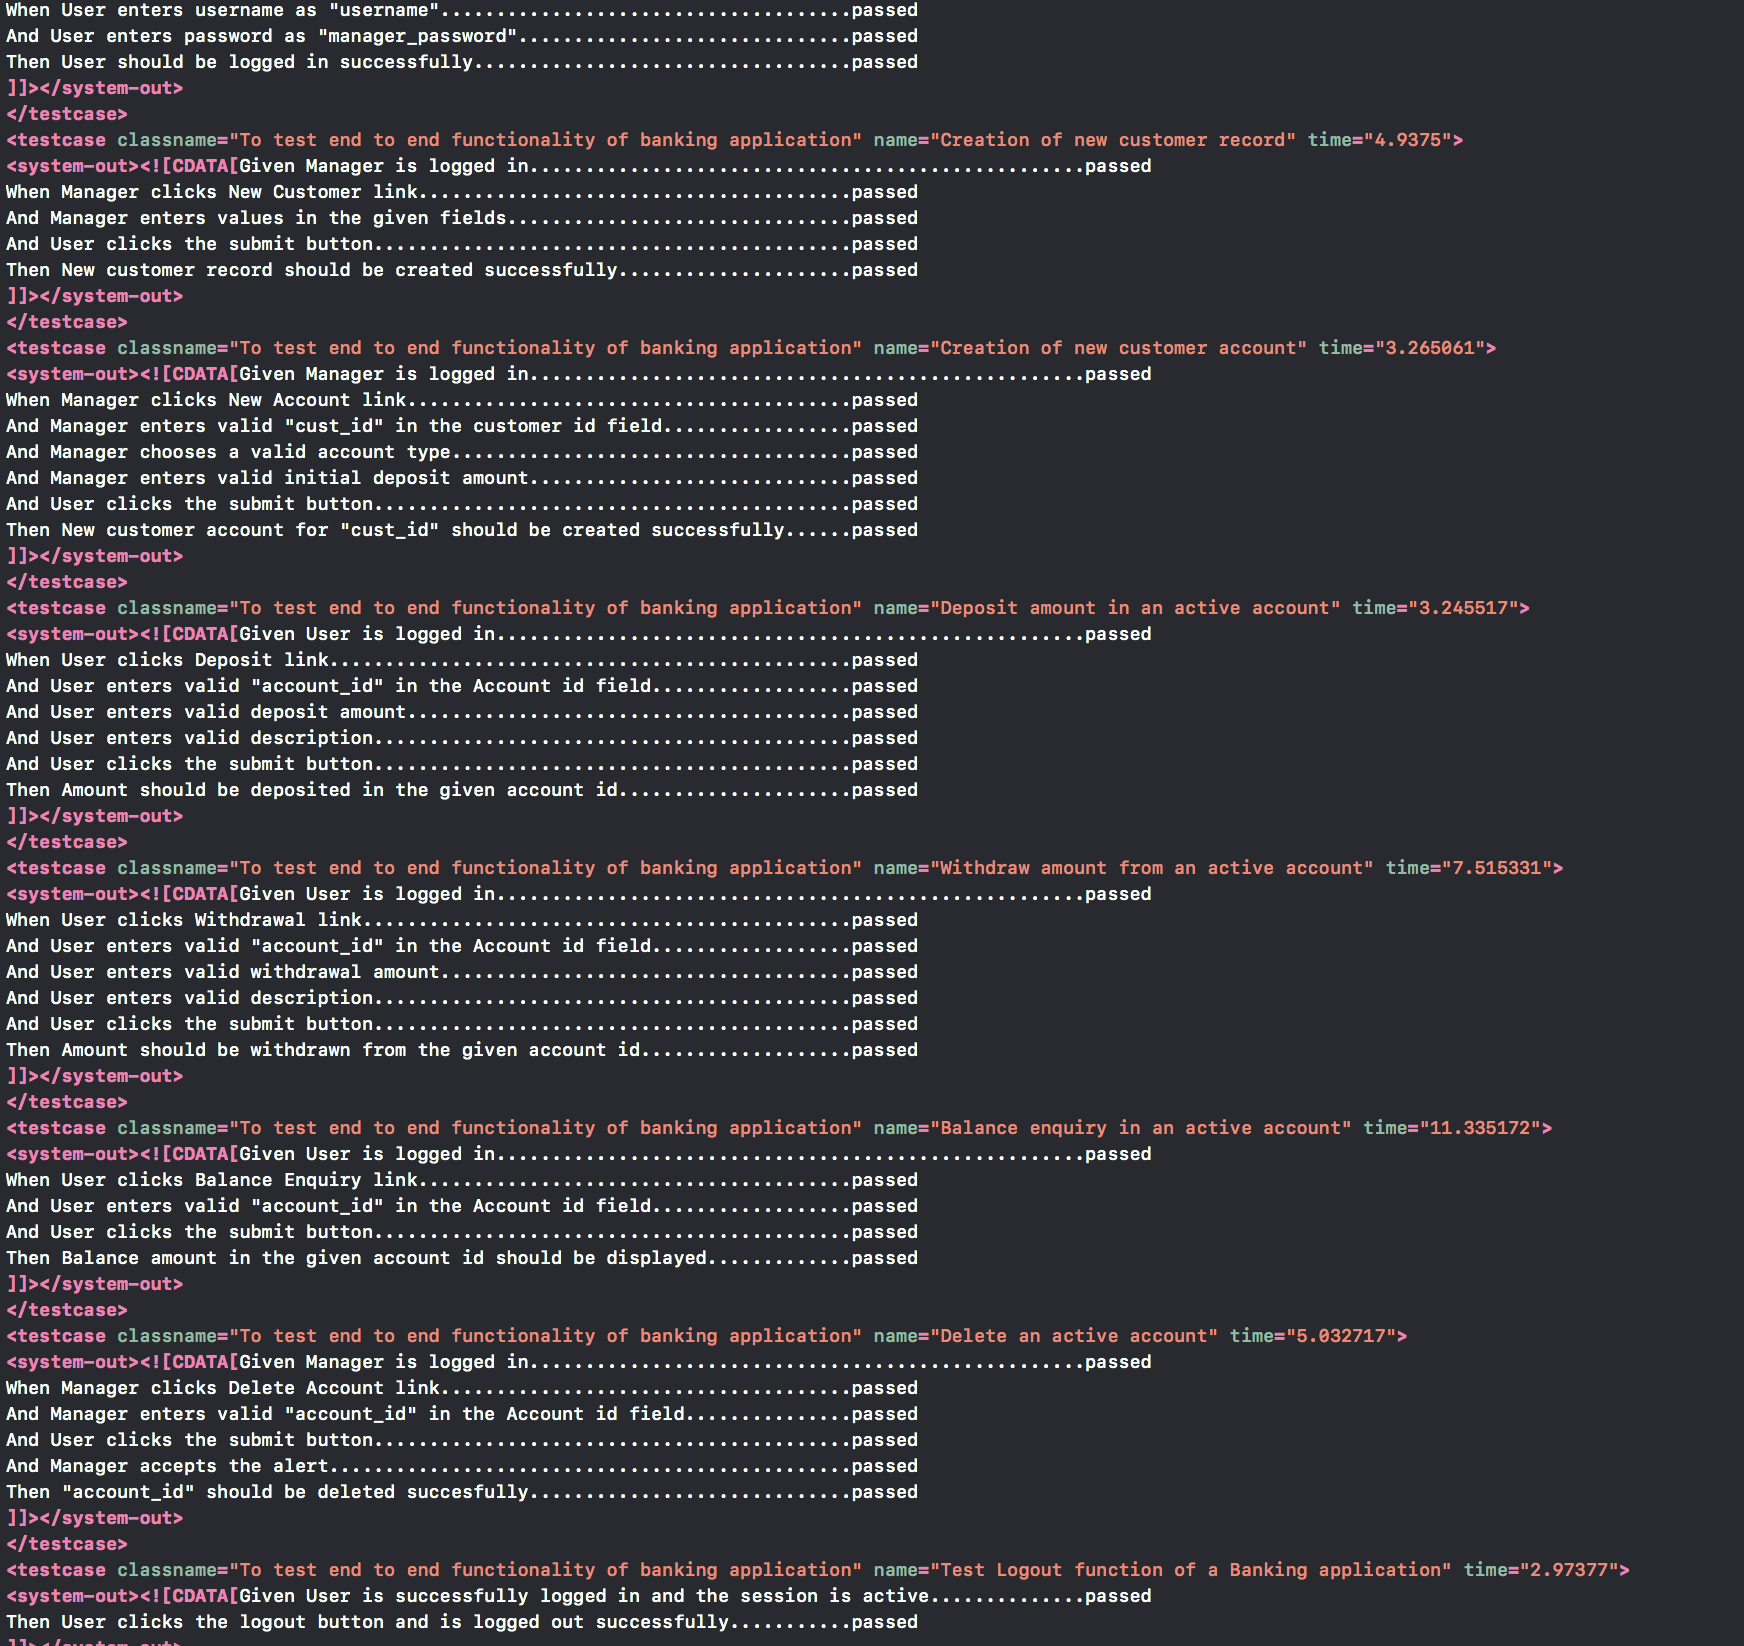 When User enters username as "username".....................................passed
And User enters password as "manager_password"..............................passed
Then User should be logged in successfully..................................passed
]]></system-out>
</testcase>
<testcase classname="To test end to end functionality of banking application" name="Creation of new customer record" time="4.9375">
<system-out><![CDATA[Given Manager is logged in..................................................passed
When Manager clicks New Customer link.......................................passed
And Manager enters values in the given fields...............................passed
And User clicks the submit button...........................................passed
Then New customer record should be created successfully.....................passed
]]></system-out>
</testcase>
<testcase classname="To test end to end functionality of banking application" name="Creation of new customer account" time="3.265061">
<system-out><![CDATA[Given Manager is logged in..................................................passed
When Manager clicks New Account link........................................passed
And Manager enters valid "cust_id" in the customer id field.................passed
And Manager chooses a valid account type....................................passed
And Manager enters valid initial deposit amount.............................passed
And User clicks the submit button...........................................passed
Then New customer account for "cust_id" should be created successfully......passed
]]></system-out>
</testcase>
<testcase classname="To test end to end functionality of banking application" name="Deposit amount in an active account" time="3.245517">
<system-out><![CDATA[Given User is logged in.....................................................passed
When User clicks Deposit link...............................................passed
And User enters valid "account_id" in the Account id field..................passed
And User enters valid deposit amount........................................passed
And User enters valid description...........................................passed
And User clicks the submit button...........................................passed
Then Amount should be deposited in the given account id.....................passed
]]></system-out>
</testcase>
<testcase classname="To test end to end functionality of banking application" name="Withdraw amount from an active account" time="7.515331">
<system-out><![CDATA[Given User is logged in.....................................................passed
When User clicks Withdrawal link............................................passed
And User enters valid "account_id" in the Account id field..................passed
And User enters valid withdrawal amount.....................................passed
And User enters valid description...........................................passed
And User clicks the submit button...........................................passed
Then Amount should be withdrawn from the given account id...................passed
]]></system-out>
</testcase>
<testcase classname="To test end to end functionality of banking application" name="Balance enquiry in an active account" time="11.335172">
<system-out><![CDATA[Given User is logged in.....................................................passed
When User clicks Balance Enquiry link.......................................passed
And User enters valid "account_id" in the Account id field..................passed
And User clicks the submit button...........................................passed
Then Balance amount in the given account id should be displayed.............passed
]]></system-out>
</testcase>
<testcase classname="To test end to end functionality of banking application" name="Delete an active account" time="5.032717">
<system-out><![CDATA[Given Manager is logged in..................................................passed
When Manager clicks Delete Account link.....................................passed
And Manager enters valid "account_id" in the Account id field...............passed
And User clicks the submit button...........................................passed
And Manager accepts the alert...............................................passed
Then "account_id" should be deleted succesfully.............................passed
]]></system-out>
</testcase>
<testcase classname="To test end to end functionality of banking application" name="Test Logout function of a Banking application" time="2.97377">
<system-out><![CDATA[Given User is successfully logged in and the session is active..............passed
Then User clicks the logout button and is logged out successfully...........passed
]]></system-out>